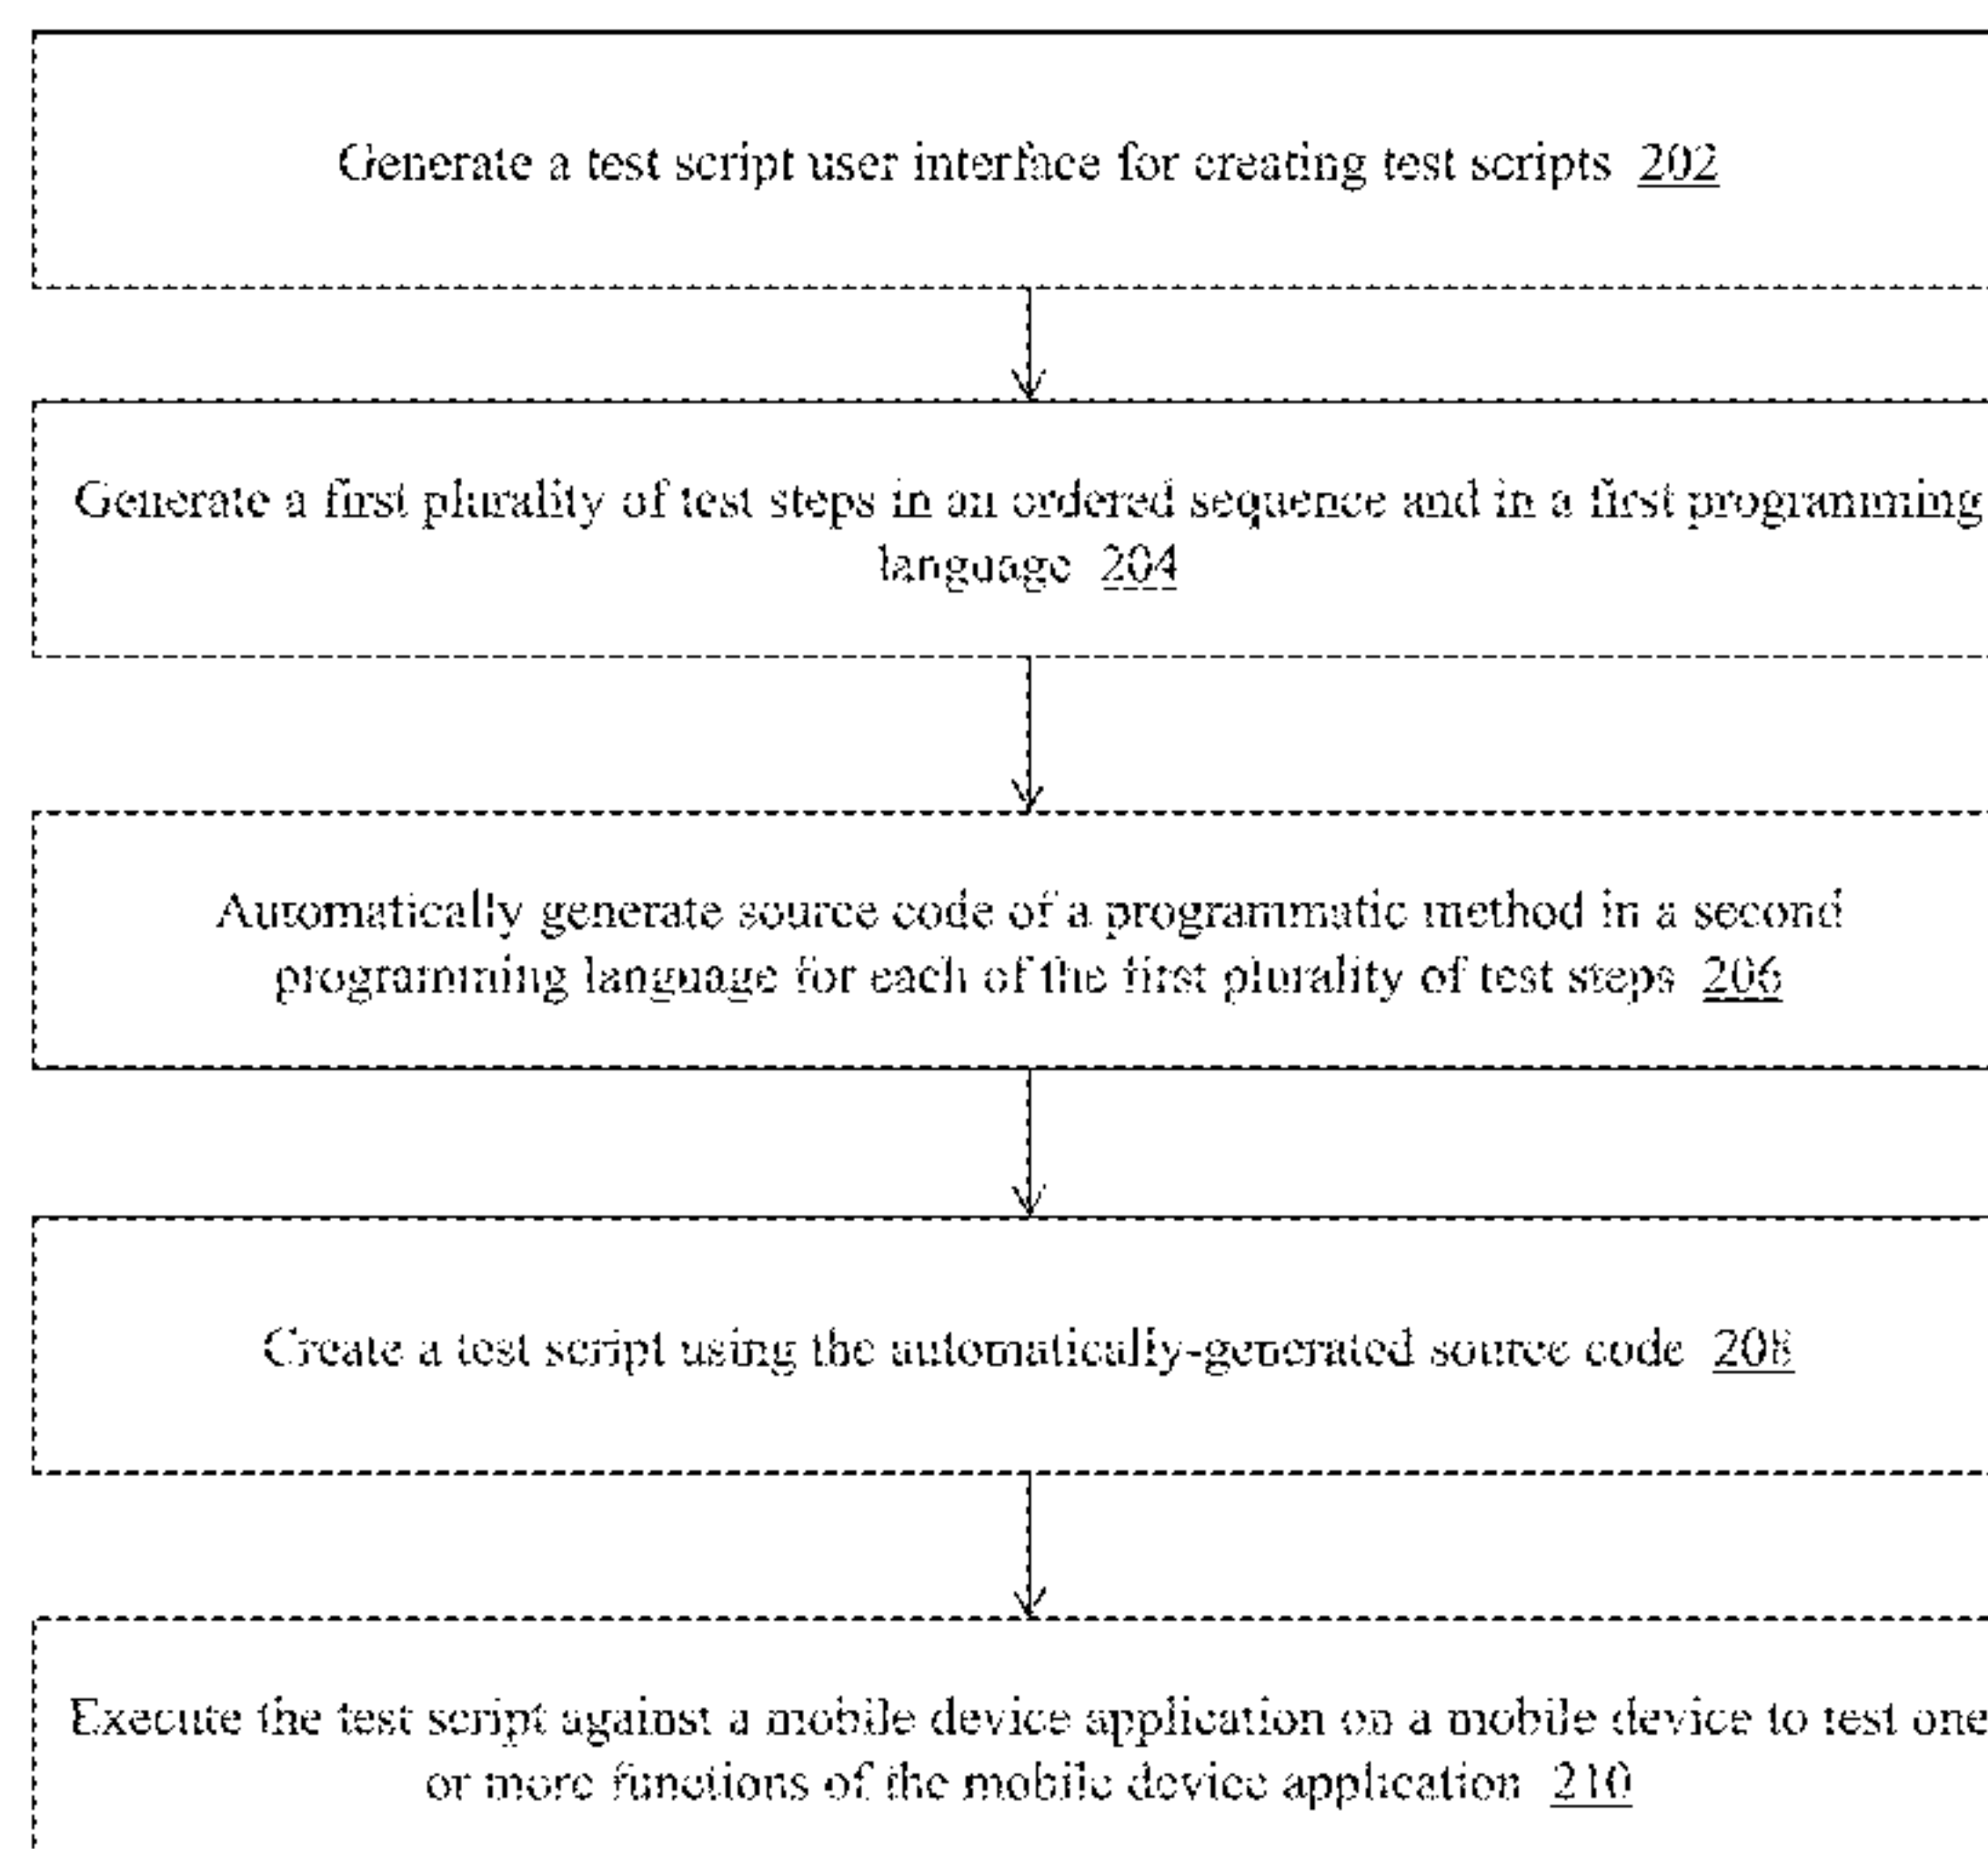 Generate a test script user interface for creating test scripts 202
Generate a first plurality of test steps in an ordered sequence and in a first programming
language 204
Automatically generate source code of a programmatic method in a second
programming language for each of the first plurality of test steps 206
Create a test script using the automatically-generated source code 208
Execute the test script against a mobile device application on a mobile device to test one
or more functions of the mobile device application 210